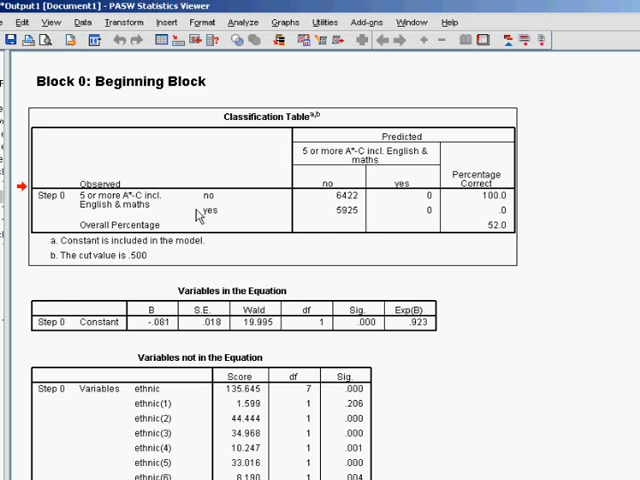 *Output1 [Document1] - PASW Statistics Viewer
Edit View Data Transform Insert Format Analyze Graphs Utilities Add-ons Window Help
Block 0: Beginning Block
Classification Tablea,b
Predicted
5 or more A*-C incl. English & maths
Percentage Correct
Observed no yes
Step 0 5 or more A*-C incl. English & maths no 6422 0 100.0
yes 5925 0 .0
Overall Percentage 52.0
a. Constant is included in the model.
b. The cut value is .500
Variables in the Equation
B S.E. Wald df Sig. Exp(B)
Step 0 Constant -.081 .018 19.995 1 .000 .923
Variables not in the Equation
Score df Sig.
Step 0 Variables ethnic 135.645 7 .000
ethnic(1) 1.599 1 .206
ethnic(2) 44.444 1 .000
ethnic(3) 34.968 1 .000
ethnic(4) 10.247 1 .001
ethnic(5) 33.016 1 .000
ethnic(6) 8.190 1 .004